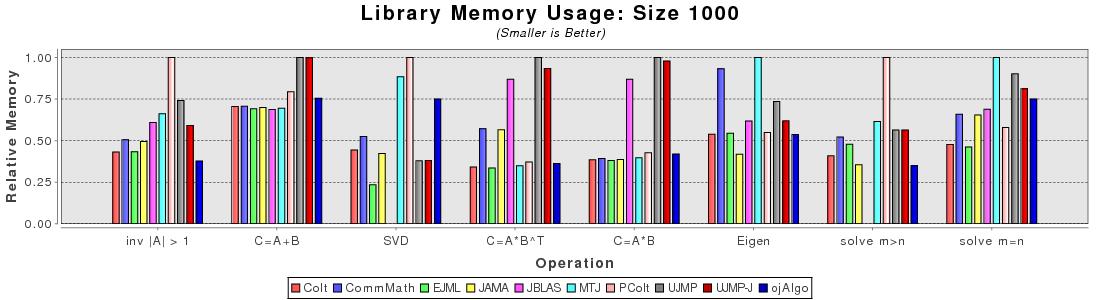 Library Memory Usage: Size 1000
(Smaller is Better)
Relative Memory
1.00
0.75
0.50
0.25
0.00
inv |A| > 1 C=A+B SVD C=A*B^T C=A*B Eigen solve m>n solve m=n
Operation
Colt CommMath EJML JAMA JBLAS MTJ PColt UJMP UJMP-J ojAlgo